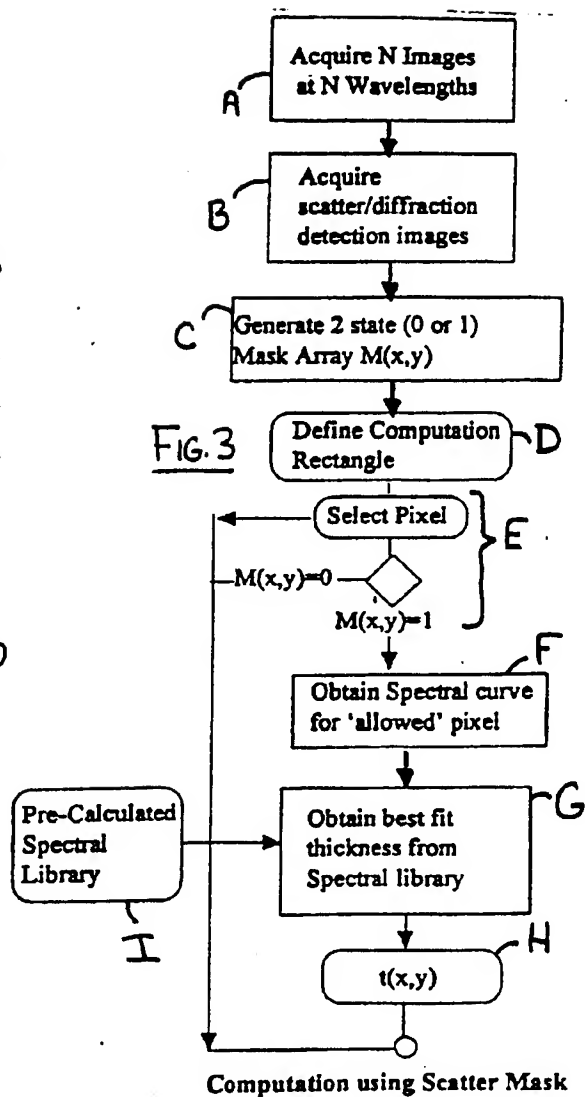 Acquire N Images
at N Wavelengths
A
Acquire
scatter/diffraction
detection images
B
C
Generate 2 state (0 or 1)
Mask Array M(x,y)
FIG. 3
Define Computation
Rectangle
D
Select Pixel
E
M(x,y)=0
M(x,y)=1
F
Obtain Spectral curve
for 'allowed' pixel
G
Pre-Calculated
Spectral
Library
Obtain best fit
thickness from
Spectral library
I
H
t(x,y)
Computation using Scatter Mask